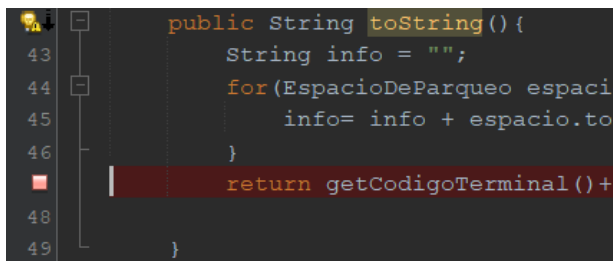 public String toString(){
43 String info = "";
44 for(EspacioDeParqueo espaci
45 info= info + espacio.to
46 }
return getCodigoTerminal()+
48
49 }